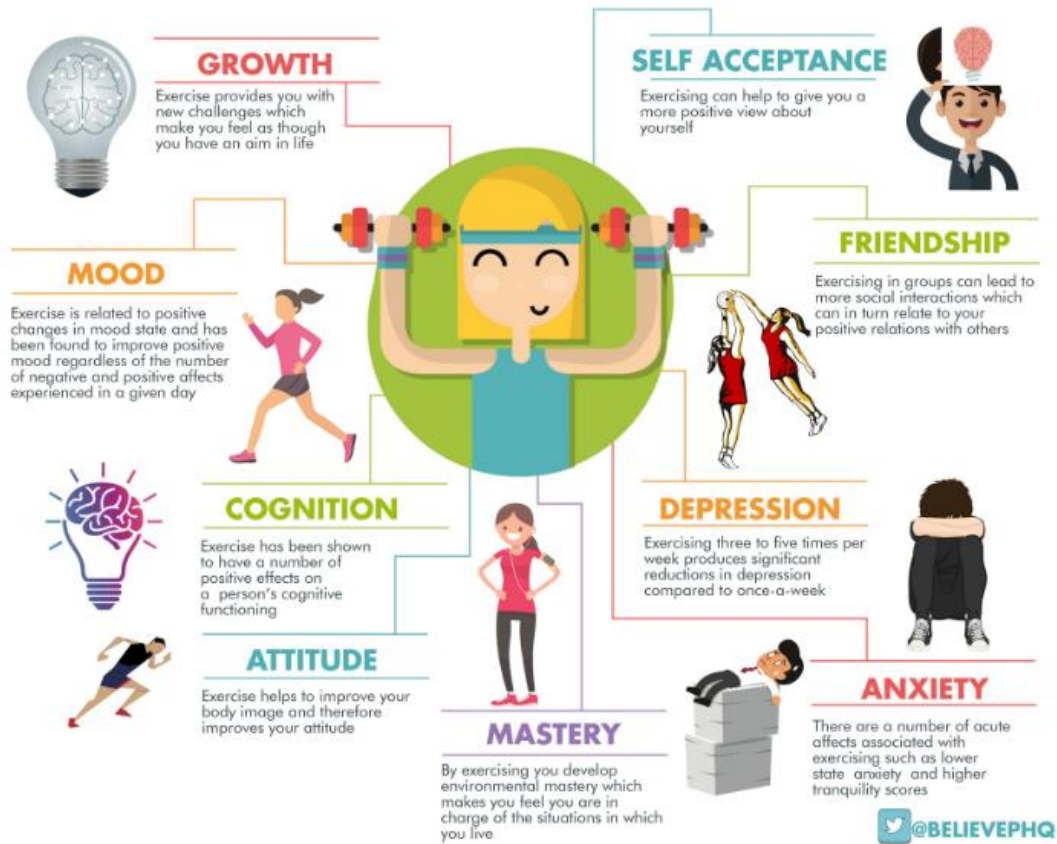 GROWTH
Exercise provides you with
new challenges which
make you feel as though
you have an aim in life
SELF ACCEPTANCE
Exercising can help to give you a
more positive view about
yourself
MOOD
Exercise is related to positive
changes in mood state and has
been found to improve positive
mood regardless of the number
of negative and positive affects
experienced in a given day
FRIENDSHIP
Exercising in groups can lead to
more social interactions which
can in turn relate to your
positive relations with others
COGNITION
Exercise has been shown
to have a number of
positive effects on
a person's cognitive
functioning
DEPRESSION
Exercising three to five times per
week produces significant
reductions in depression
compared to once-a-week
ATTITUDE
Exercise helps to improve your
body image and therefore
improves your attitude
MASTERY
By exercising you develop
environmental mastery which
makes you feel you are in
charge of the situations in which
you live
ANXIETY
There are a number of acute
affects associated with
exercising such as lower
state anxiety and higher
tranquility scores
@BELIEVEPHQ